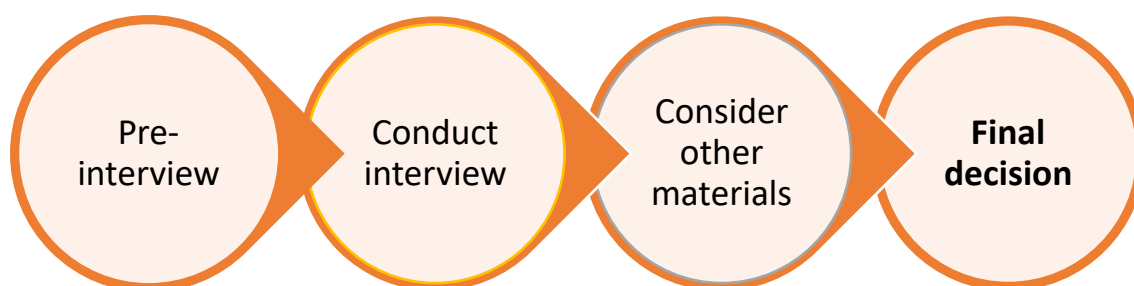 Pre-
interview
Conduct
interview
Consider
other
materials
Final
decision